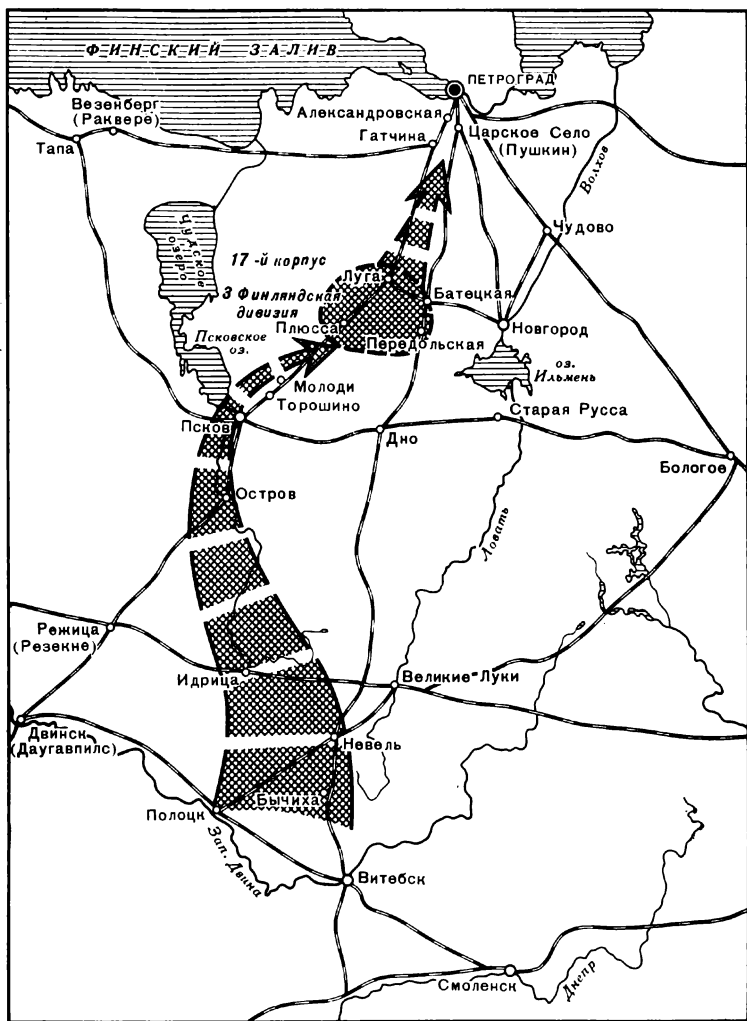 ФИНСКИЙ ЗАЛИВ
ПЕТРОГРАД
Везенберг
(Раквере)
Александровская
Тапа
Гатчина
Царское Село
(Пушкин)
Волхов
Чудское
озеро
Чудово
17-й корпус
Луга
3 Финляндская
дивизия
Батецкая
Плюсса
Новгород
Псковское
оз.
Передольская
оз.
Ильмень
Молоди
Торошино
Псков
Старая Русса
Дно
Бологое
Остров
Ловать
Режица
(Резекне)
Идрица
Великие Луки
Двинск
(Даугавпилс)
Невель
Полоцк
Бычиха
Зап. Двина
Витебск
Смоленск
Днепр